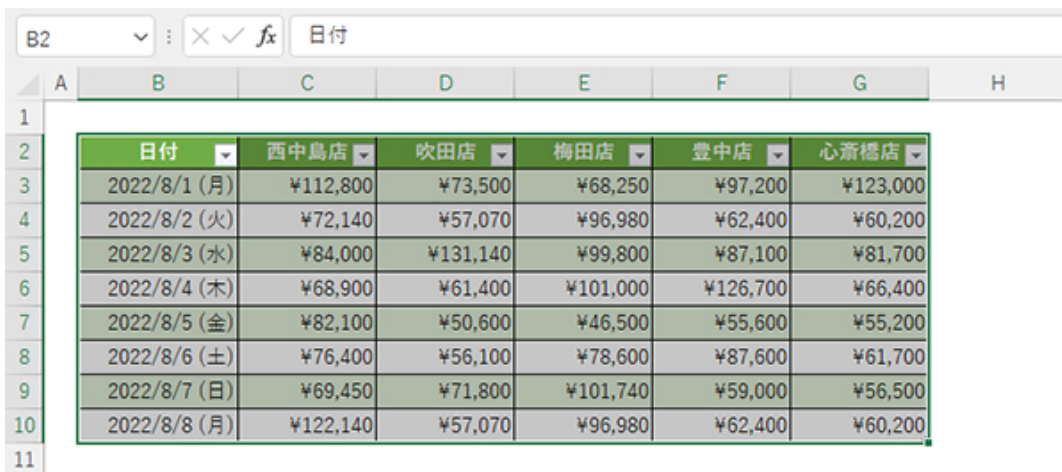 B2 fx 日付
A B C D E F G H
1
2 日付 西中島店 吹田店 梅田店 豊中店 心斎橋店
3 2022/8/1 (月) ¥112,800 ¥73,500 ¥68,250 ¥97,200 ¥123,000
4 2022/8/2 (火) ¥72,140 ¥57,070 ¥96,980 ¥62,400 ¥60,200
5 2022/8/3 (水) ¥84,000 ¥131,140 ¥99,800 ¥87,100 ¥81,700
6 2022/8/4 (木) ¥68,900 ¥61,400 ¥101,000 ¥126,700 ¥66,400
7 2022/8/5 (金) ¥82,100 ¥50,600 ¥46,500 ¥55,600 ¥55,200
8 2022/8/6 (土) ¥76,400 ¥56,100 ¥78,600 ¥87,600 ¥61,700
9 2022/8/7 (日) ¥69,450 ¥71,800 ¥101,740 ¥59,000 ¥56,500
10 2022/8/8 (月) ¥122,140 ¥57,070 ¥96,980 ¥62,400 ¥60,200
11